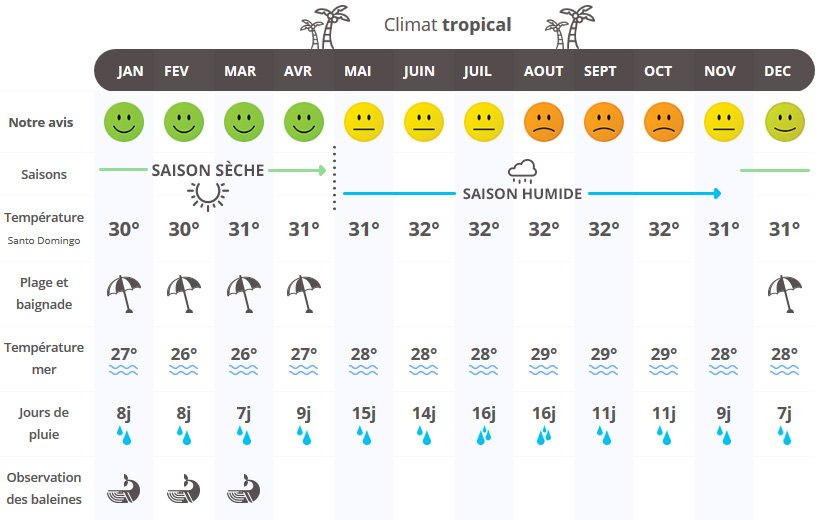 Climat tropical
JAN FEV MAR AVR MAI JUIN JUIL AOUT SEPT OCT NOV DEC
Notre avis
Saisons
SAISON SÈCHE
SAISON HUMIDE
Température
Santo Domingo
30° 30° 31° 31° 31° 32° 32° 32° 32° 32° 31° 31°
Plage et
baignade
Température
mer
27° 26° 26° 27° 28° 28° 28° 29° 29° 29° 28° 28°
Jours de
pluie
8j 8j 7j 9j 15j 14j 16j 16j 11j 11j 9j 7j
Observation
des baleines